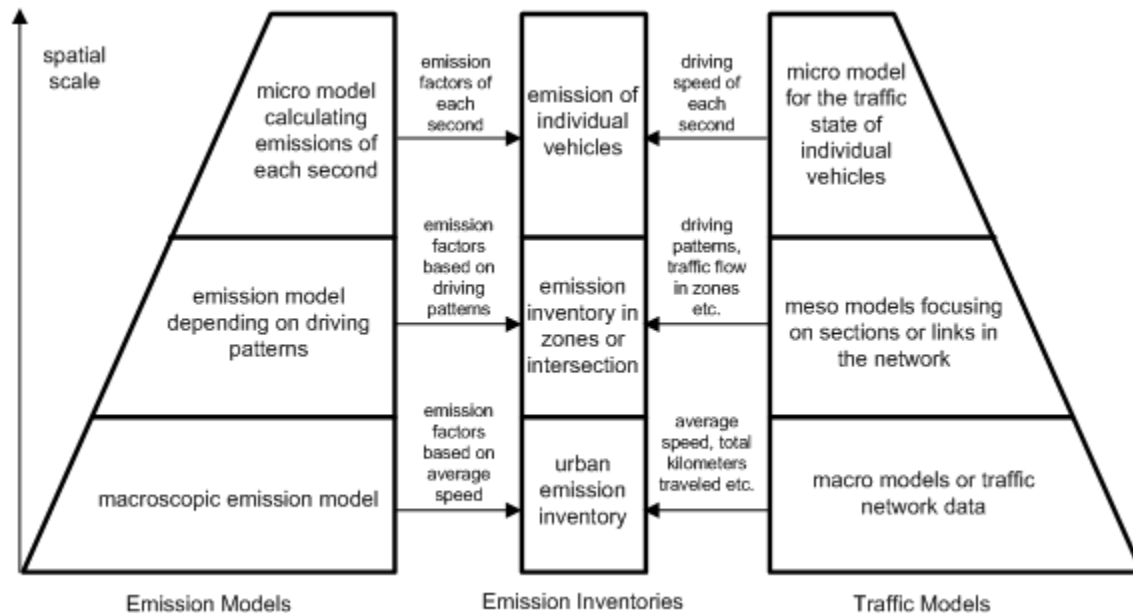 spatial
scale
micro model
calculating
emissions of
each second
emission
factors of
each
second
emission of
individual
vehicles
driving
speed of
each
second
micro model
for the traffic
state of
individual
vehicles
emission model
depending on driving
patterns
emission
factors
based on
driving
patterns
emission
inventory in
zones or
intersection
driving
patterns,
traffic flow
in zones
etc.
meso models focusing
on sections or links in
the network
macroscopic emission model
emission
factors
based on
average
speed
urban
emission
inventory
average
speed, total
kilometers
traveled etc.
macro models or traffic
network data
Emission Models
Emission Inventories
Traffic Models